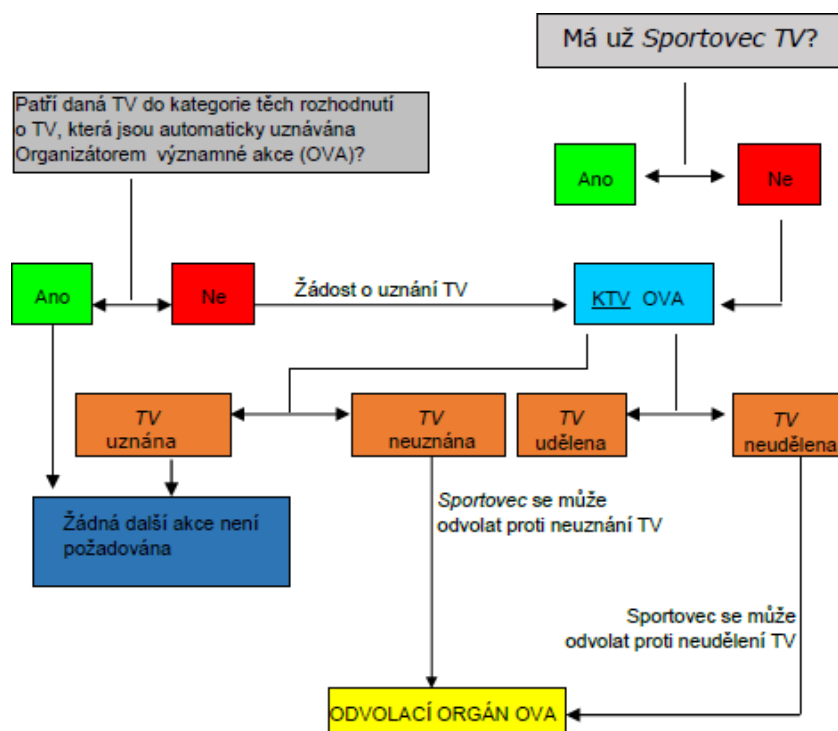 Má už Sportovec TV?
Patří daná TV do kategorie těch rozhodnutí
o TV, která jsou automaticky uznávána
Organizátorem významné akce (OVA)?
Ano
Ne
Ano
Ne
Žádost o uznání TV
KTV OVA
TV
uznána
TV
neuznána
TV
udělena
TV
neudělena
Žádná další akce není
požadována
Sportovec se může
odvolat proti neuznání TV
Sportovec se může
odvolat proti neudělení TV
ODVOLACÍ ORGÁN OVA